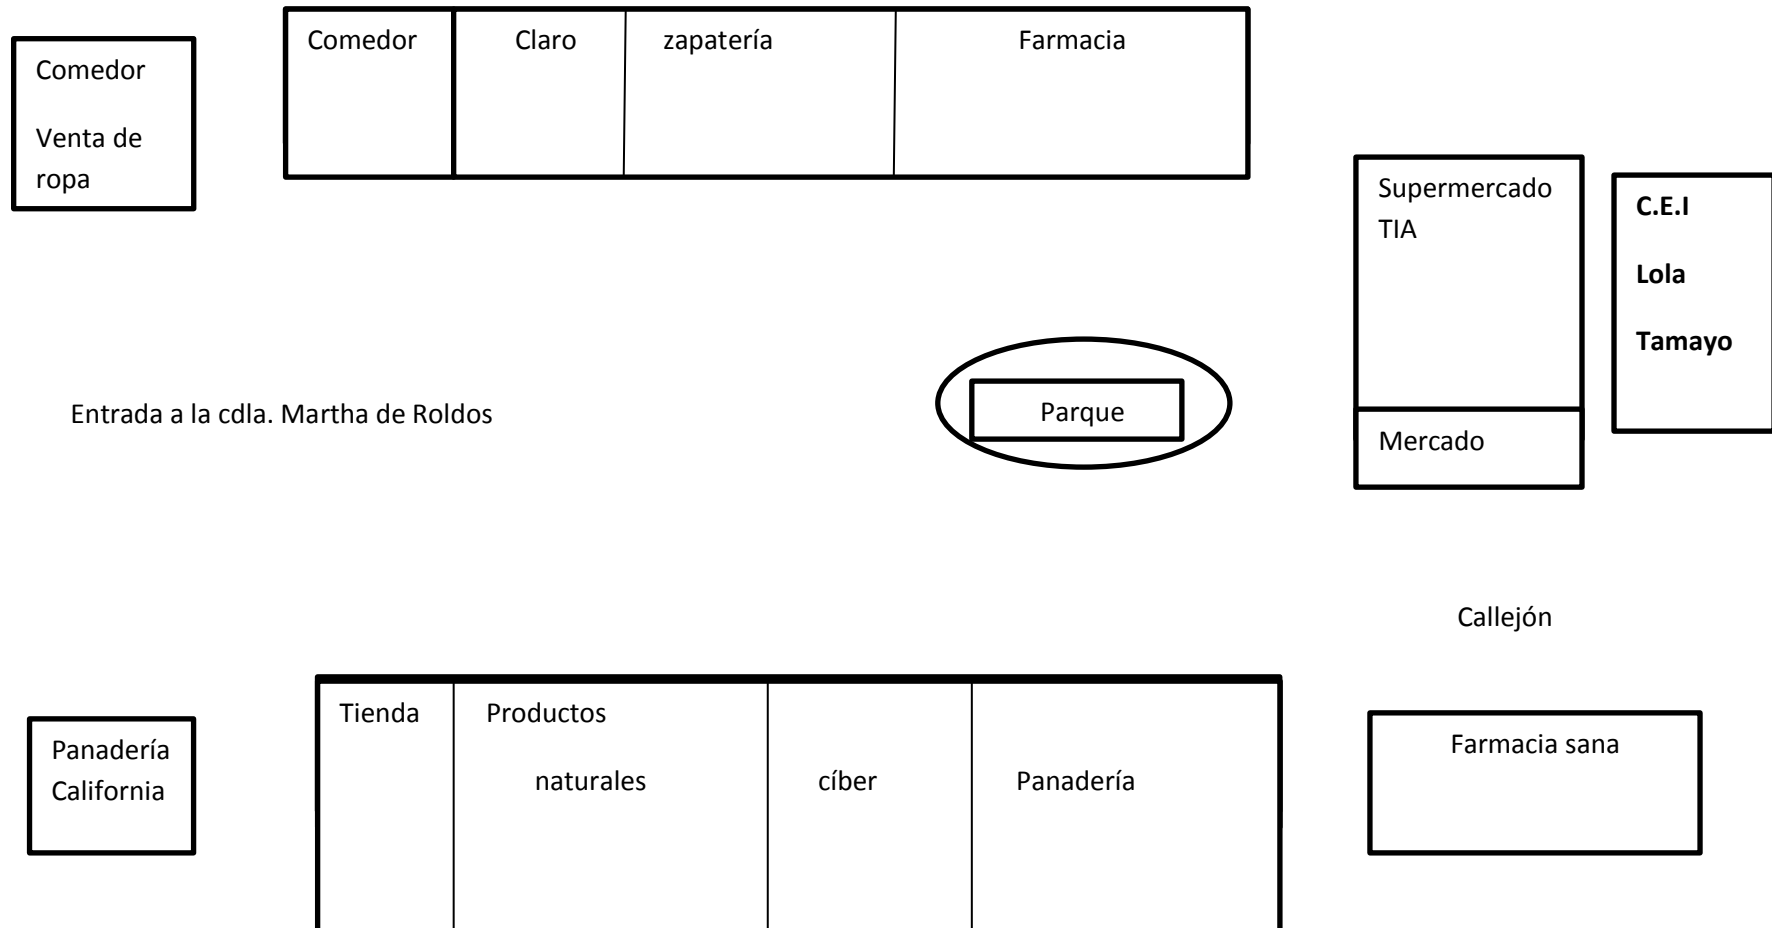 Comedor
Venta de
ropa
Comedor
Claro
zapatería
Farmacia
Supermercado
TIA
Mercado
C.E.I
Lola
Tamayo
Entrada a la cdla. Martha de Roldos
Parque
Callejón
Panadería
California
Tienda
Productos
naturales
cíber
Panadería
Farmacia sana